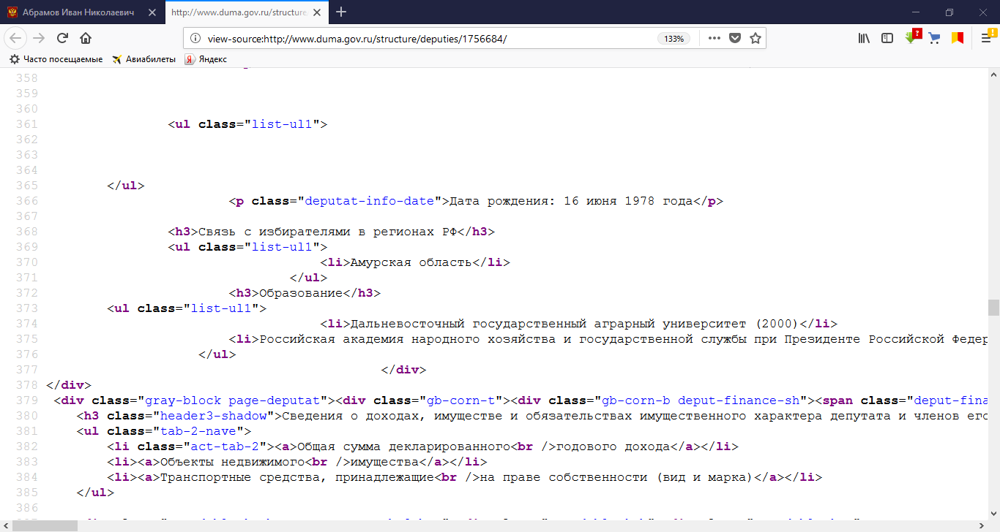 Абрамов Иван Николаевич
http://www.duma.gov.ru/structure
view-source:http://www.duma.gov.ru/structure/deputies/1756684/
133%
Часто посещаемые
Авиабилеты
Яндекс
358
359
360
361 <ul class="list-ul1">
362
363
364
365 </ul>
366 <p class="deputat-info-date">Дата рождения: 16 июня 1978 года</p>
367
368 <h3>Связь с избирателями в регионах РФ</h3>
369 <ul class="list-ul1">
370 <li>Амурская область</li>
371 </ul>
372 <h3>Образование</h3>
373 <ul class="list-ul1">
374 <li>Дальневосточный государственный аграрный университет (2000)</li>
375 <li>Российская академия народного хозяйства и государственной службы при Президенте Российской Федер
376 </ul>
377 </div>
378 </div>
379 <div class="gray-block page-deputat"><div class="gb-corn-t"><div class="gb-corn-b deput-finance-sh"><span class="deput-fina
380 <h3 class="header3-shadow">Сведения о доходах, имуществе и обязательствах имущественного характера депутата и членов его
381 <ul class="tab-2-nave">
382 <li class="act-tab-2"><a>Общая сумма декларированного<br />годового дохода</a></li>
383 <li><a>Объекты недвижимого<br />имущества</a></li>
384 <li><a>Транспортные средства, принадлежащие<br />на праве собственности (вид и марка)</a></li>
385 </ul>
386